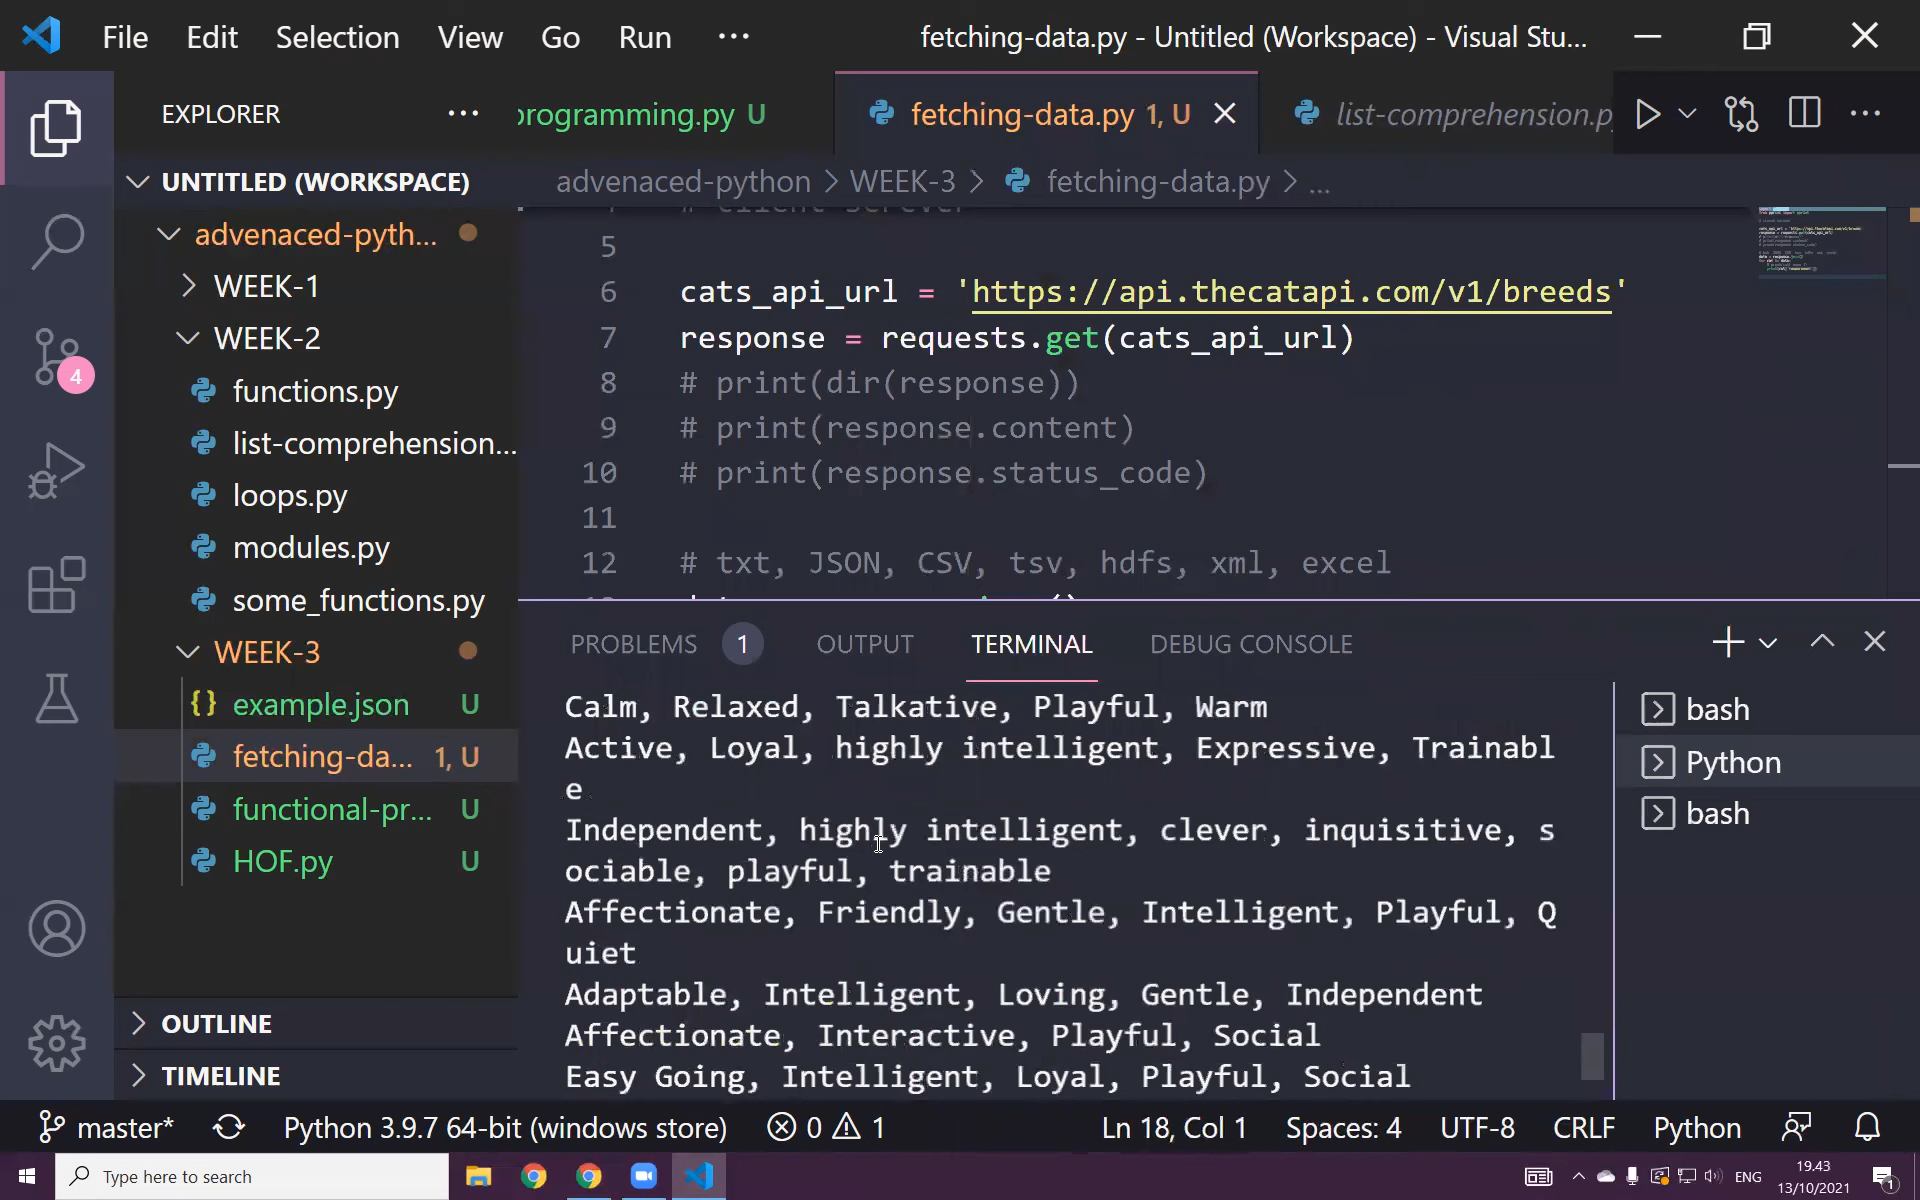 File Edit Selection View Go Run ··· fetching-data.py - Untitled (Workspace) - Visual Stu...
EXPLORER ··· programming.py U fetching-data.py 1, U list-comprehension.p
UNTITLED (WORKSPACE) advenaced-python > WEEK-3 > fetching-data.py > ...
advenaced-pyth...
WEEK-1
WEEK-2
functions.py
list-comprehension...
loops.py
modules.py
some_functions.py
WEEK-3
example.json U
fetching-da... 1, U
functional-pr... U
HOF.py U
OUTLINE
TIMELINE
4
5
6 cats_api_url = 'https://api.thecatapi.com/v1/breeds'
7 response = requests.get(cats_api_url)
8 # print(dir(response))
9 # print(response.content)
10 # print(response.status_code)
11
12 # txt, JSON, CSV, tsv, hdfs, xml, excel
PROBLEMS 1 OUTPUT TERMINAL DEBUG CONSOLE
Calm, Relaxed, Talkative, Playful, Warm
Active, Loyal, highly intelligent, Expressive, Trainabl
e
Independent, highly intelligent, clever, inquisitive, s
ociable, playful, trainable
Affectionate, Friendly, Gentle, Intelligent, Playful, Q
uiet
Adaptable, Intelligent, Loving, Gentle, Independent
Affectionate, Interactive, Playful, Social
Easy Going, Intelligent, Loyal, Playful, Social
bash
Python
bash
master* Python 3.9.7 64-bit (windows store) 0 1 Ln 18, Col 1 Spaces: 4 UTF-8 CRLF Python
Type here to search ENG 19.43
13/10/2021 1